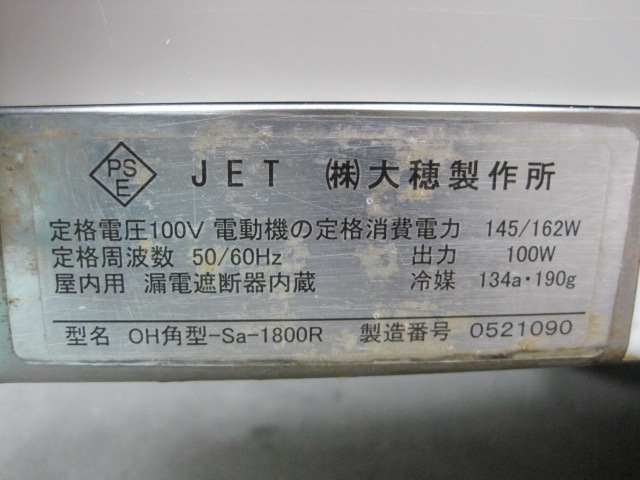 PS
E
JET ㈱大穂製作所
定格電圧100V 電動機の定格消費電力 145/162W
定格周波数 50/60Hz 出力 100W
屋内用 漏電遮断器内蔵 冷媒 134a・190g
型名 OH角型-Sa-1800R 製造番号 0521090